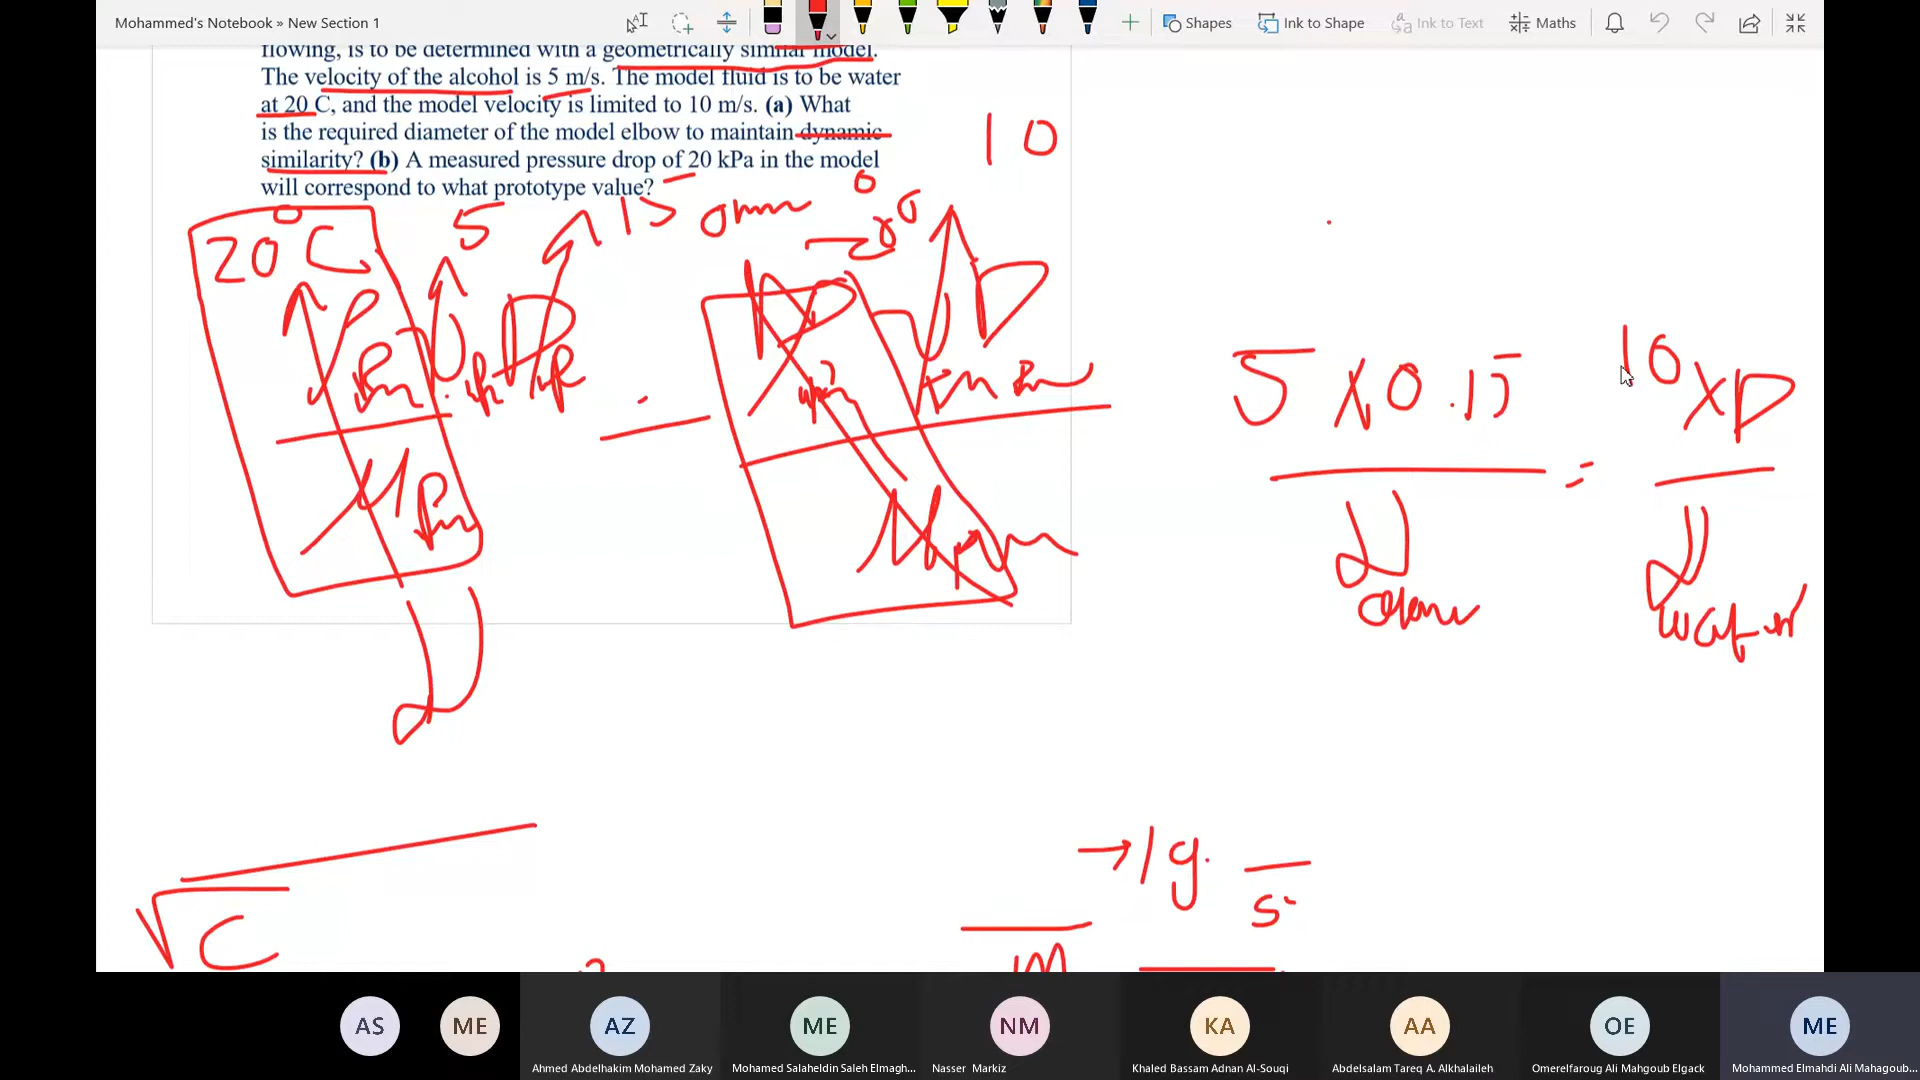 Mohammed's Notebook » New Section 1
Shapes
Ink to Shape
Ink to Text
Maths
flowing, is to be determined with a geometrically similar model.
The velocity of the alcohol is 5 m/s. The model fluid is to be water
at 20 C, and the model velocity is limited to 10 m/s. (a) What
is the required diameter of the model elbow to maintain dynamic
similarity? (b) A measured pressure drop of 20 kPa in the model
will correspond to what prototype value?
10
20°C
5
15
20
5 × 0.15
=
10 × D
water
√C
g.
s
m
AS
ME
AZ
ME
NM
KA
AA
OE
ME
Ahmed Abdelhakim Mohamed Zaky
Mohamed Salaheldin Saleh Elmagh...
Nasser Markiz
Khaled Bassam Adnan Al-Souqi
Abdelsalam Tareq A. Alkhalaileh
Omerelfaroug Ali Mahgoub Elgack
Mohammed Elmahdi Ali Mahagoub...